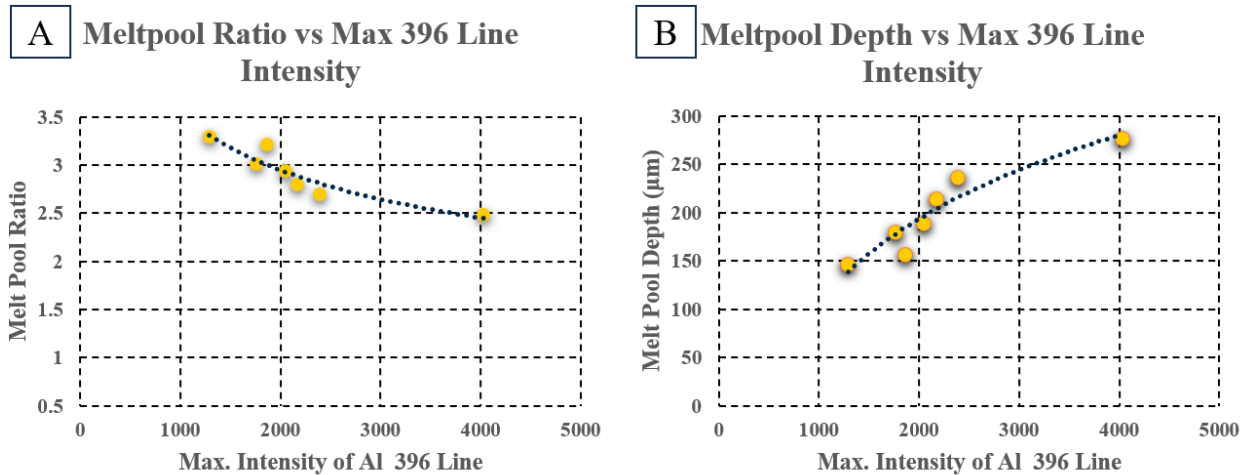 A
Meltpool Ratio vs Max 396 Line
Intensity
Melt Pool Ratio
3.5
3
2.5
2
1.5
1
0.5
0
1000
2000
3000
4000
5000
Max. Intensity of Al 396 Line
B
Meltpool Depth vs Max 396 Line
Intensity
Melt Pool Depth (µm)
300
250
200
150
100
50
0
0
1000
2000
3000
4000
5000
Max. Intensity of Al 396 Line